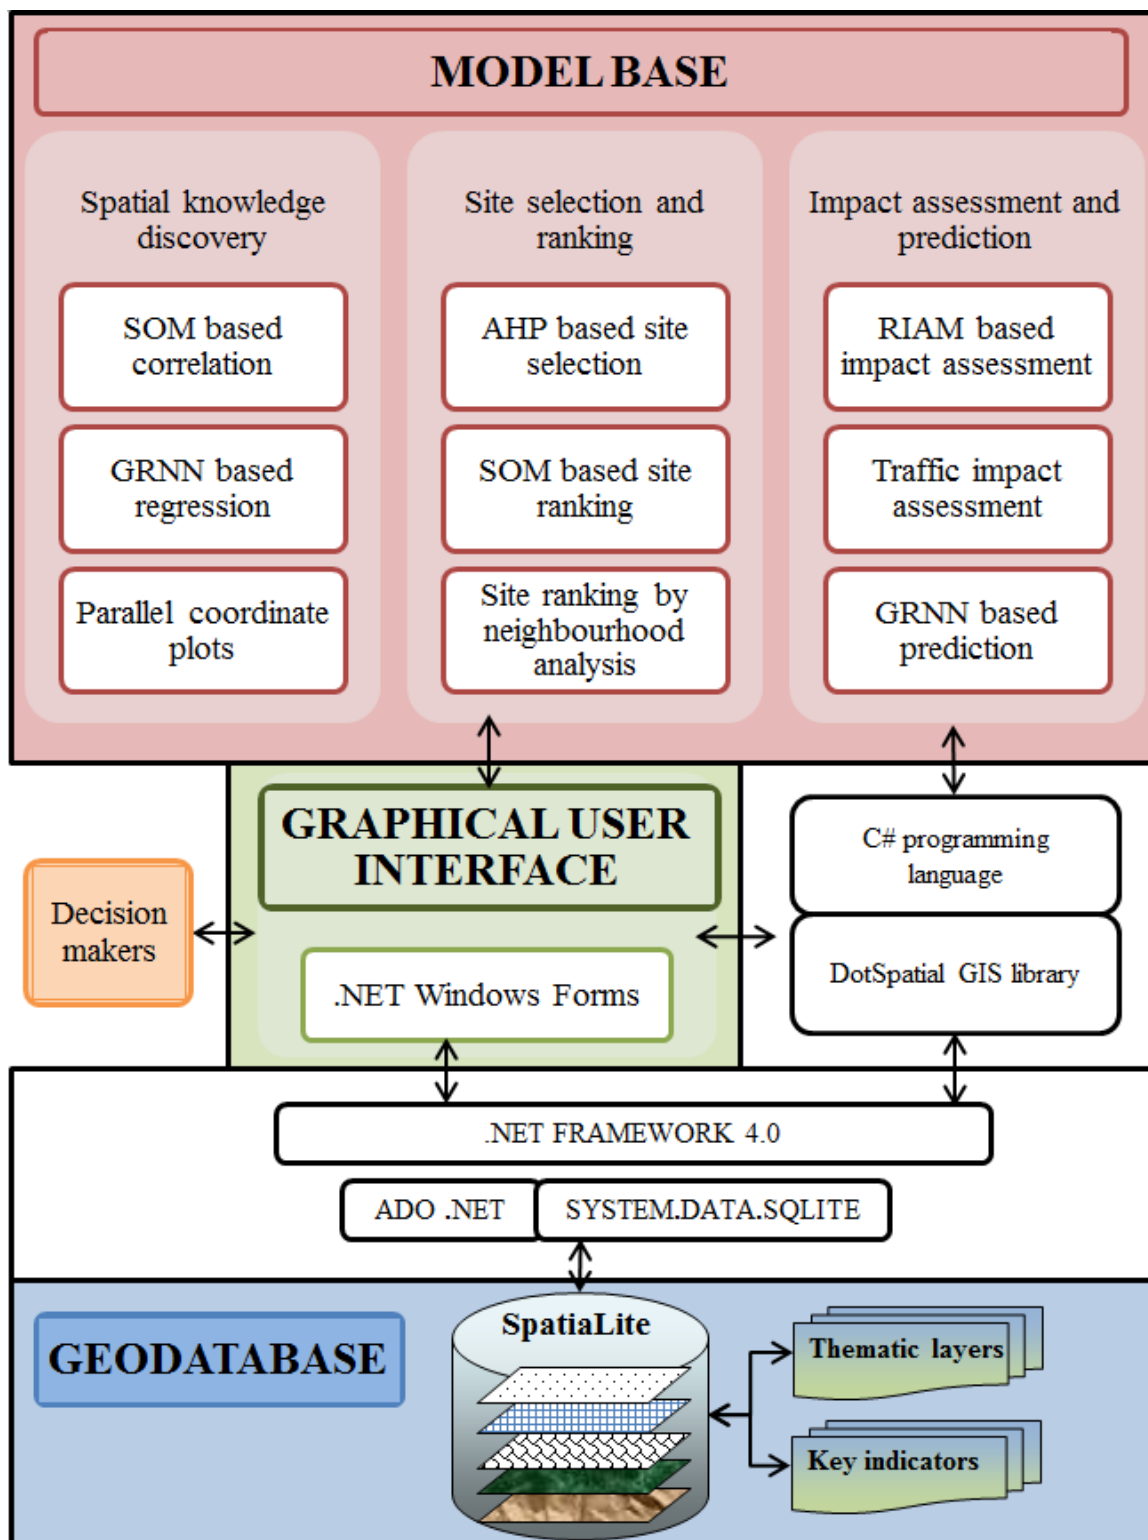 MODEL BASE
Spatial knowledge
discovery
SOM based
correlation
GRNN based
regression
Parallel coordinate
plots
Site selection and
ranking
AHP based site
selection
SOM based site
ranking
Site ranking by
neighbourhood
analysis
Impact assessment and
prediction
RIAM based
impact assessment
Traffic impact
assessment
GRNN based
prediction
GRAPHICAL USER
INTERFACE
.NET Windows Forms
Decision
makers
C# programming
language
DotSpatial GIS library
.NET FRAMEWORK 4.0
ADO .NET
SYSTEM.DATA.SQLITE
GEODATABASE
SpatiaLite
Thematic layers
Key indicators